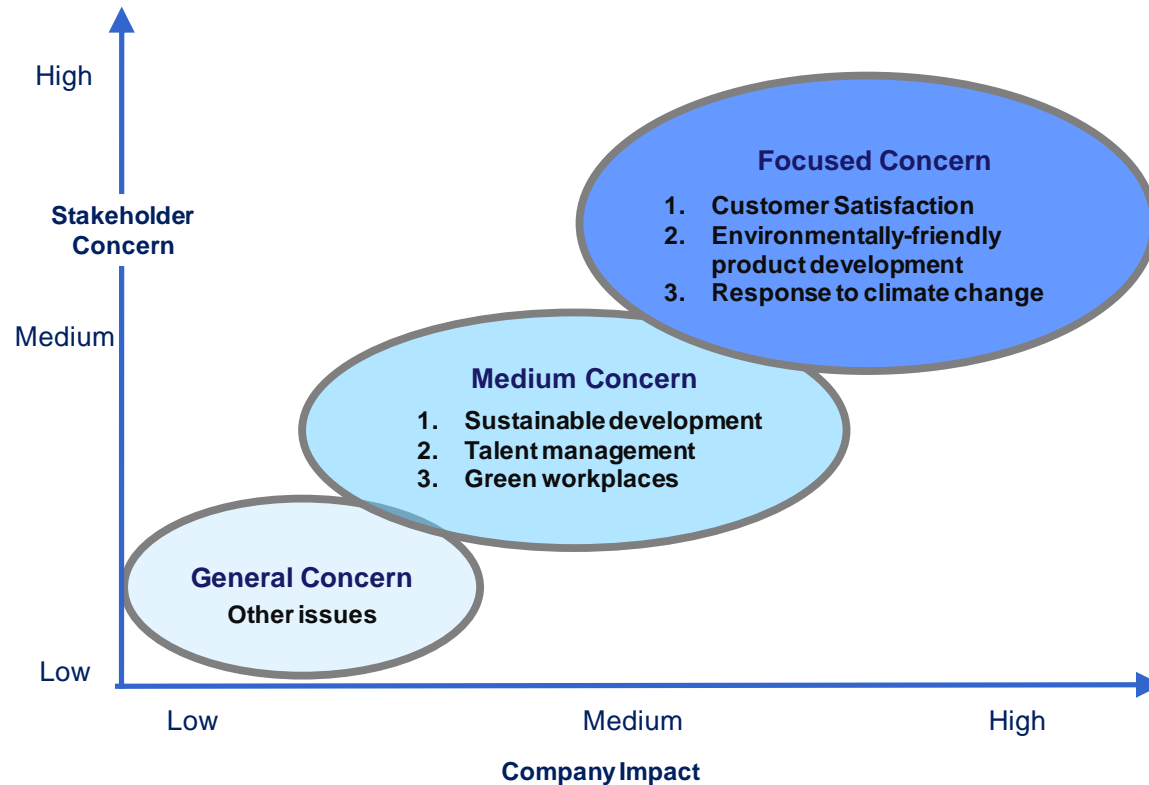 High
Focused Concern
1. Customer Satisfaction
2. Environmentally-friendly
product development
3. Response to climate change
Stakeholder
Concern
Medium
Medium Concern
1. Sustainable development
2. Talent management
3. Green workplaces
General Concern
Other issues
Low
Low
Medium
High
Company Impact